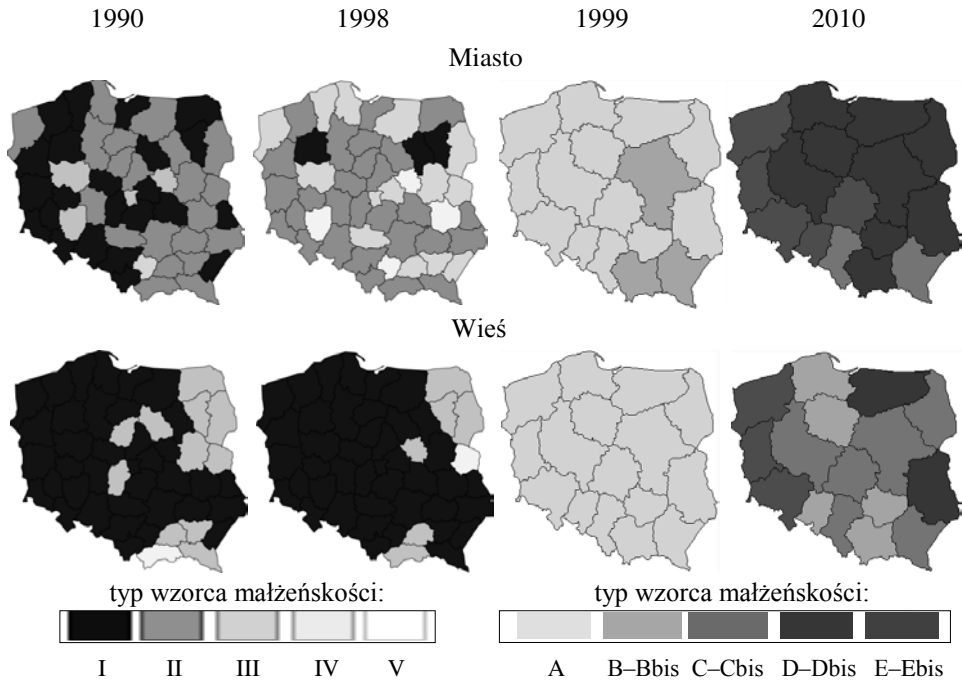 1990 1998 1999 2010
Miasto
Wieś
typ wzorca małżeńskości: typ wzorca małżeńskości:
I II III IV V A B–Bbis C–Cbis D–Dbis E–Ebis